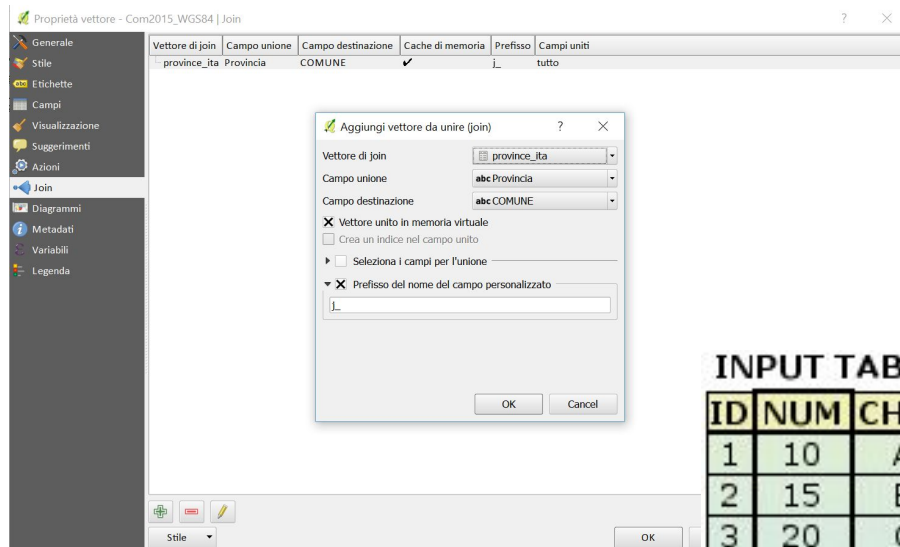 Proprietà vettore - Com2015_WGS84 | Join
?
Generale
Stile
Etichette
Campi
Visualizzazione
Suggerimenti
Azioni
Join
Diagrammi
Metadati
Variabili
Legenda
Vettore di join Campo unione Campo destinazione Cache di memoria Prefisso Campi uniti
province_ita Provincia COMUNE ✔ j_ tutto
Aggiungi vettore da unire (join) ?
Vettore di join province_ita
Campo unione abc Provincia
Campo destinazione abc COMUNE
Vettore unito in memoria virtuale
Crea un indice nel campo unito
Seleziona i campi per l'unione
Prefisso del nome del campo personalizzato
j_
OK Cancel
Stile OK
INPUT TAB
ID NUM CH
1 10
2 15
3 20